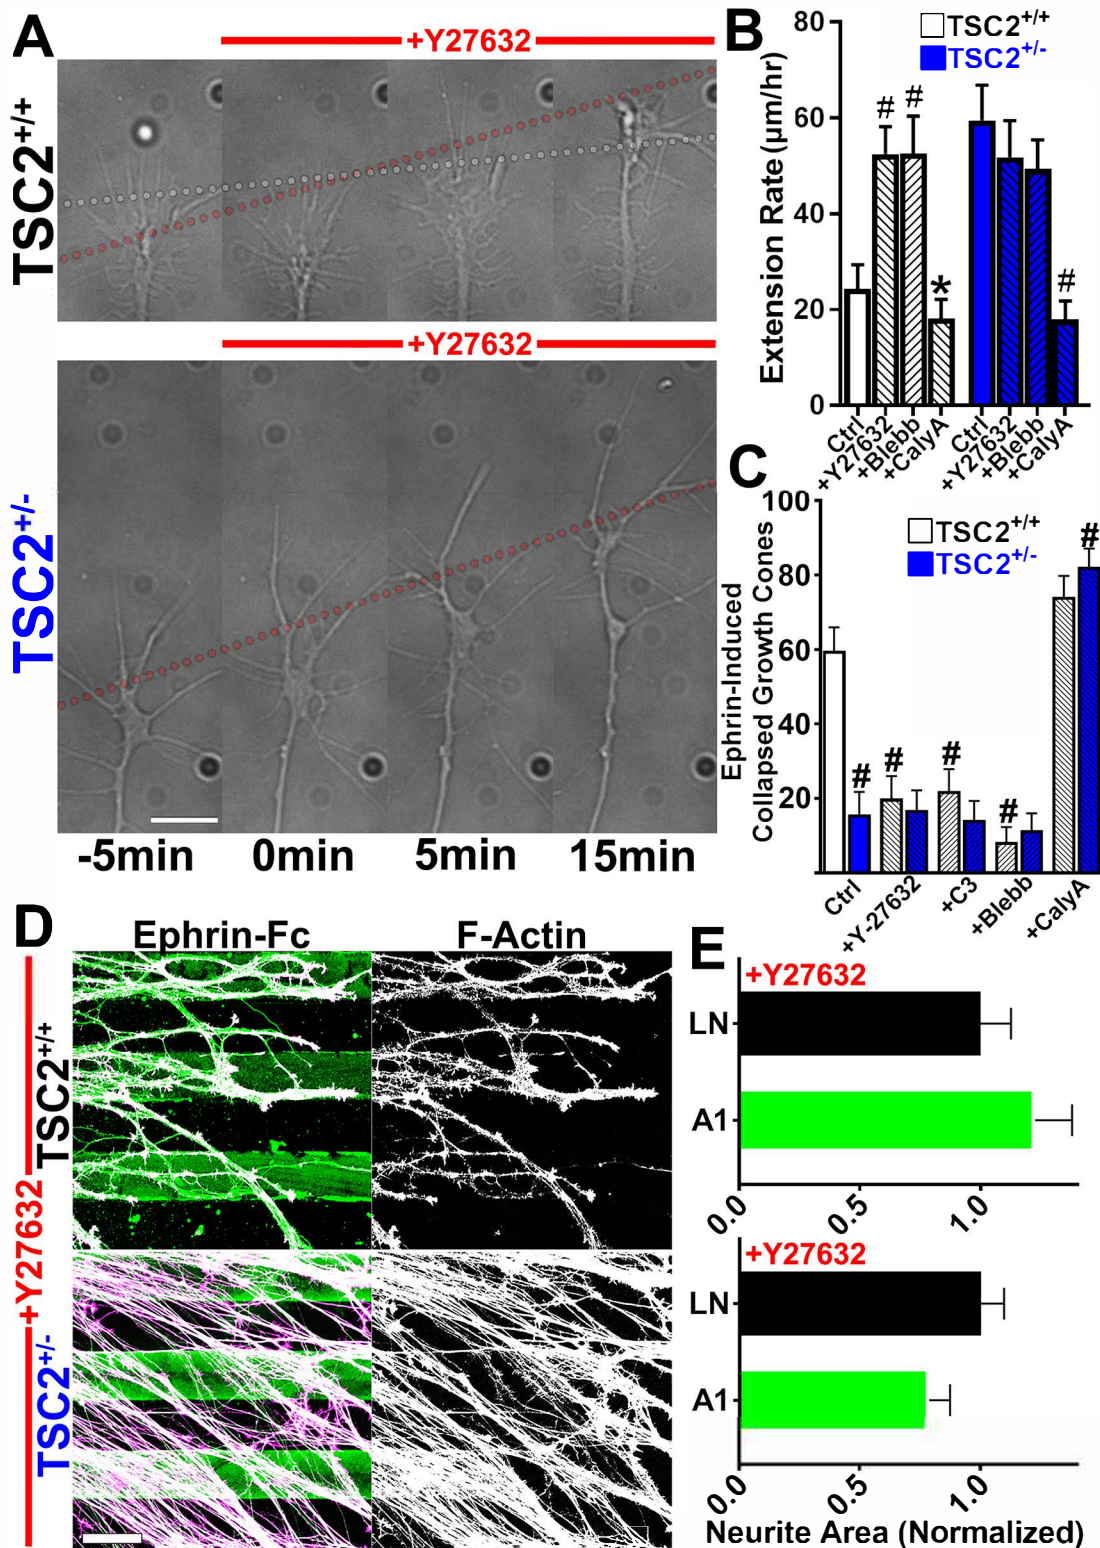 A
+Y27632
TSC2+/+
+Y27632
TSC2+/-
-5min 0min 5min 15min
B
TSC2+/+
TSC2+/-
Extension Rate (µm/hr)
80
60
40
20
0
# # * #
Ctrl +Y27632 +Blebb +CalyA Ctrl +Y27632 +Blebb +CalyA
C
TSC2+/+
TSC2+/-
Ephrin-Induced
Collapsed Growth Cones
100
80
60
40
20
# # # # #
Ctrl +Y-27632 +C3 +Blebb +CalyA
D
Ephrin-Fc F-Actin
+Y27632
TSC2+/+
TSC2+/-
E
+Y27632
LN
A1
0.0 0.5 1.0
+Y27632
LN
A1
0.0 0.5 1.0
Neurite Area (Normalized)